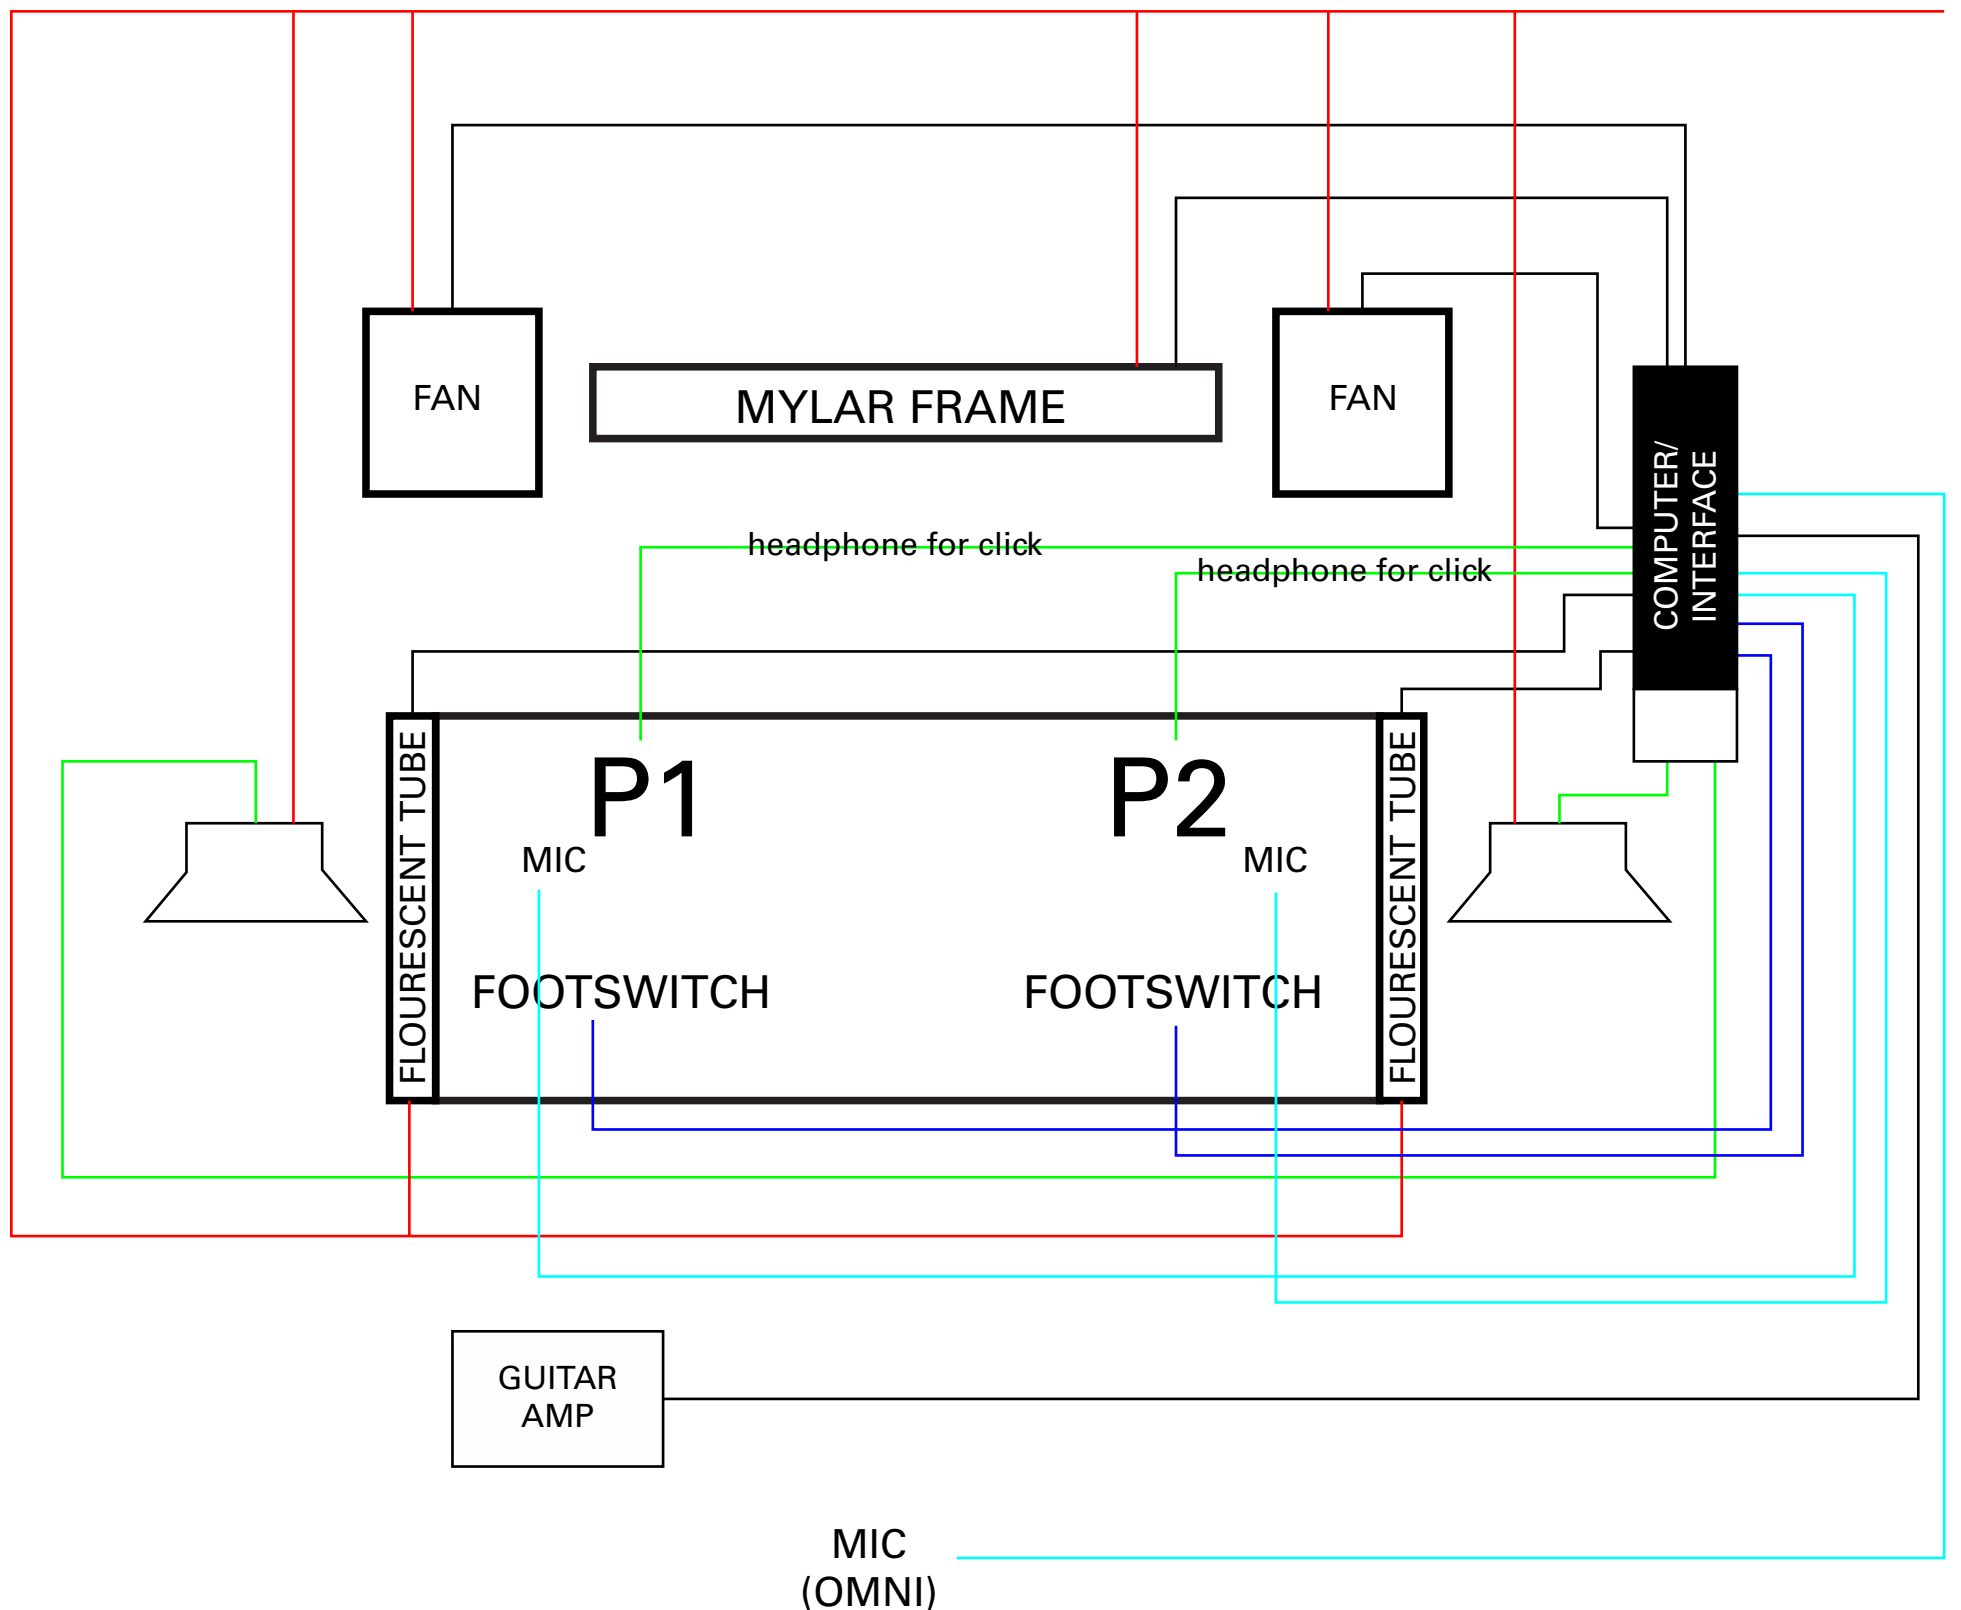 FAN
MYLAR FRAME
FAN
COMPUTER/
INTERFACE
headphone for click
headphone for click
FLOURESCENT TUBE
P1
P2
FLOURESCENT TUBE
MIC
MIC
FOOTSWITCH
FOOTSWITCH
GUITAR
AMP
MIC
(OMNI)